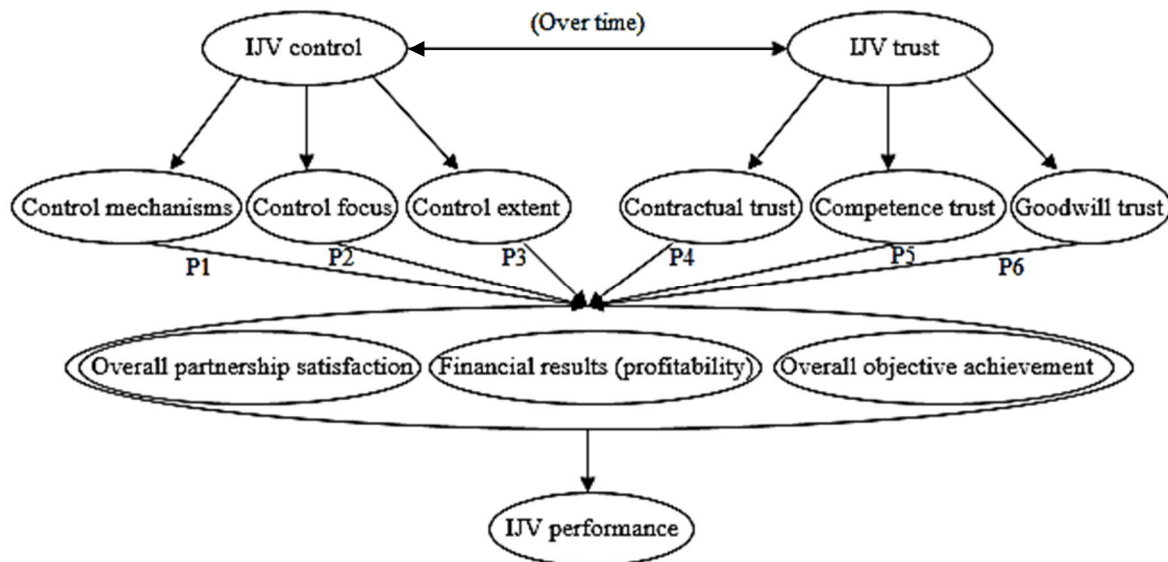 (Over time)
IJV control
IJV trust
Control mechanisms
Control focus
Control extent
Contractual trust
Competence trust
Goodwill trust
P1
P2
P3
P4
P5
P6
Overall partnership satisfaction
Financial results (profitability)
Overall objective achievement
IJV performance